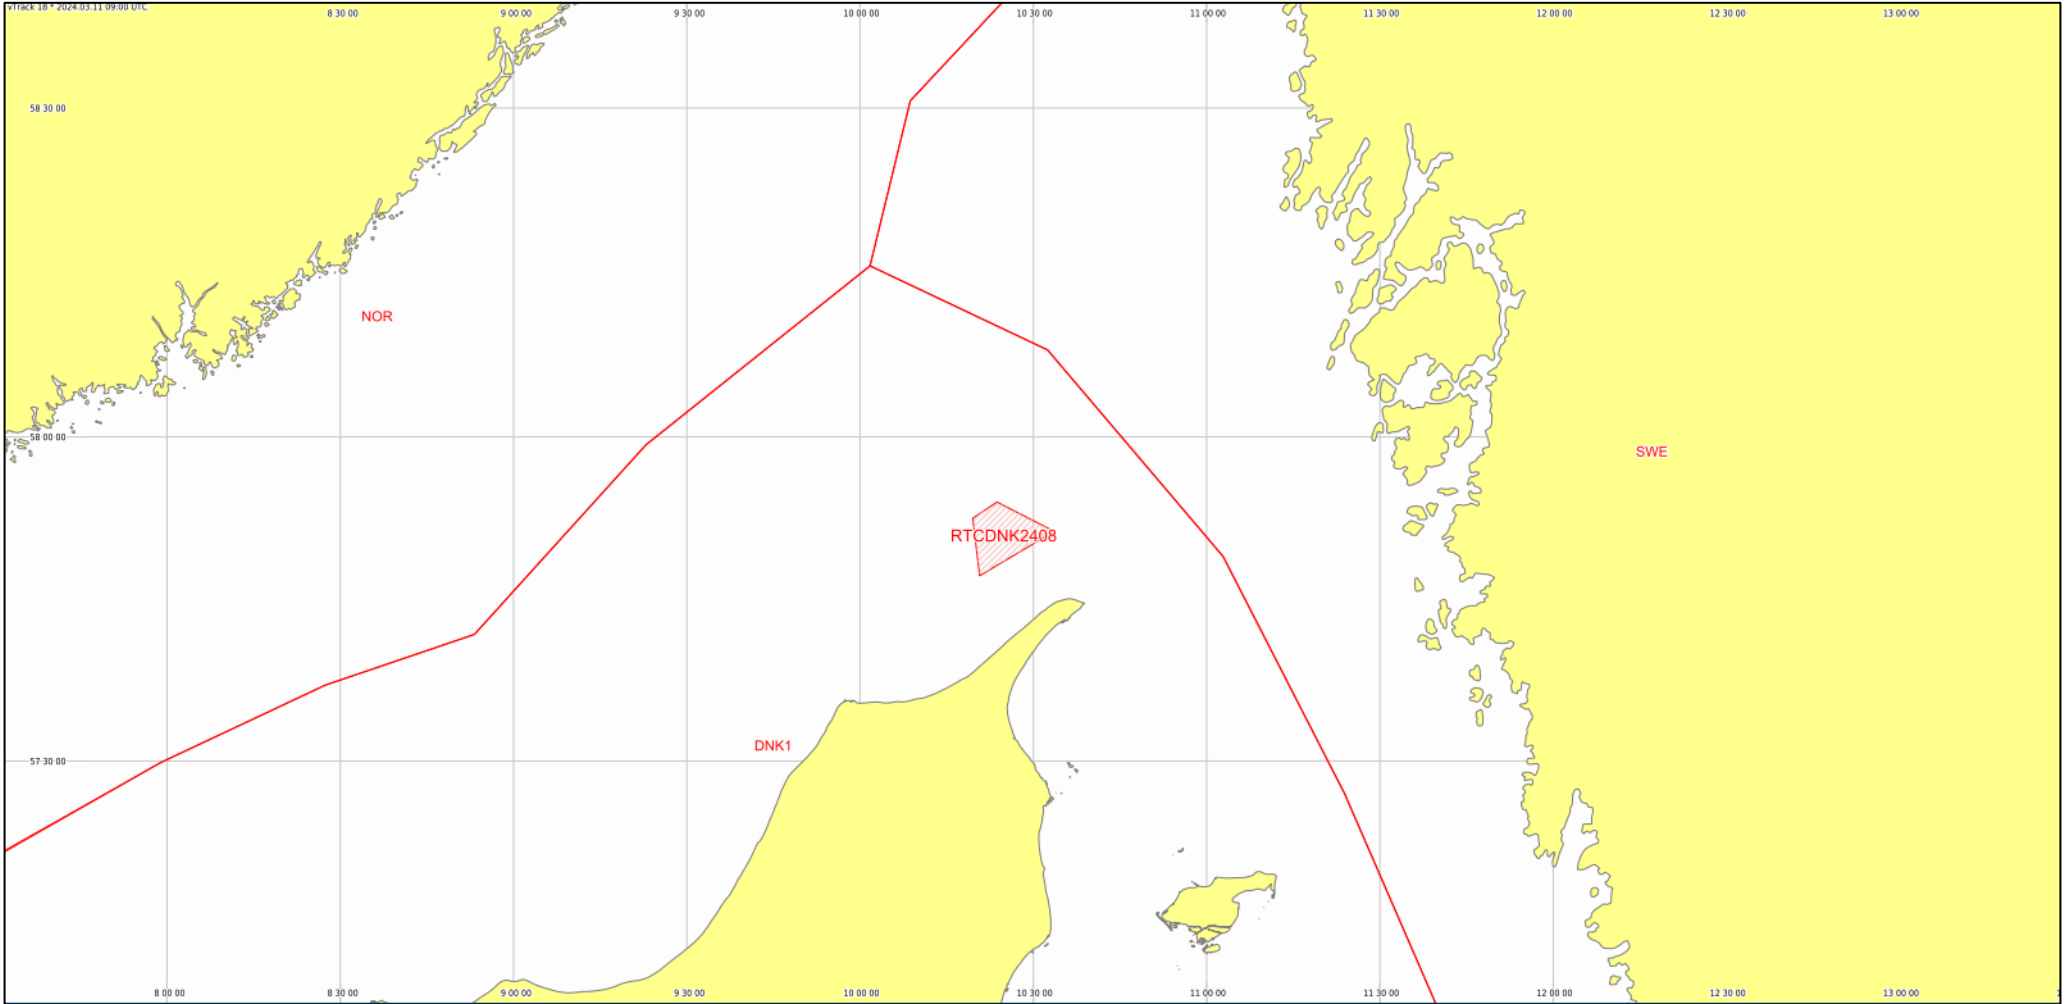 vTrack 18 * 2024.03.11 09:00 UTC
8 30 00 9 00 00 9 30 00 10 00 00 10 30 00 11 00 00 11 30 00 12 00 00 12 30 00 13 00 00
58 30 00
NOR
58 00 00
SWE
RTCDNK2408
DNK1
57 30 00
8 00 00 8 30 00 9 00 00 9 30 00 10 00 00 10 30 00 11 00 00 11 30 00 12 00 00 12 30 00 13 00 00